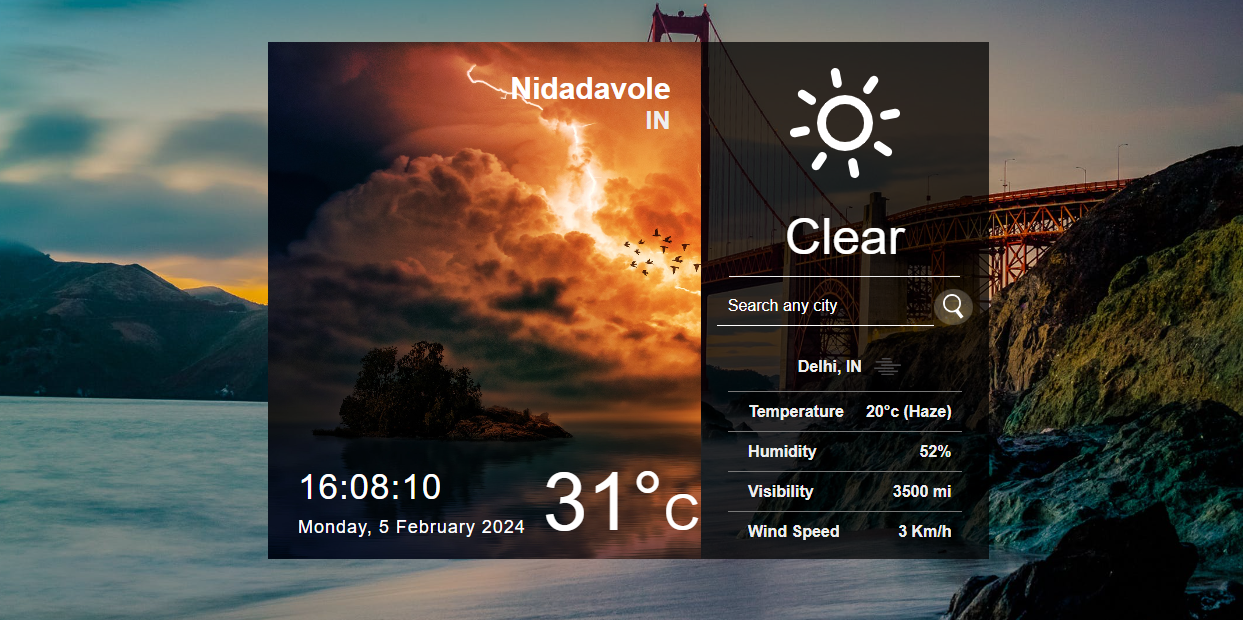 Nidadavole
IN
16:08:10
Monday, 5 February 2024
31°c
Clear
Search any city
Delhi, IN
Temperature 20°c (Haze)
Humidity 52%
Visibility 3500 mi
Wind Speed 3 Km/h